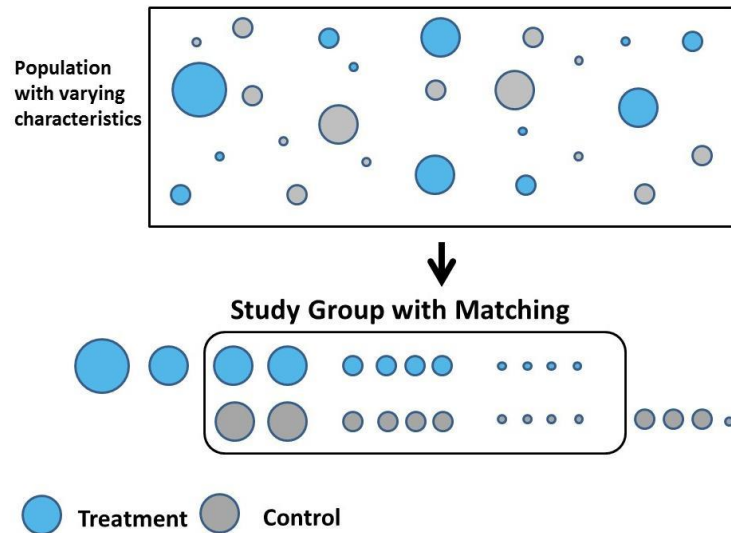 Population
with varying
characteristics
Study Group with Matching
Treatment
Control